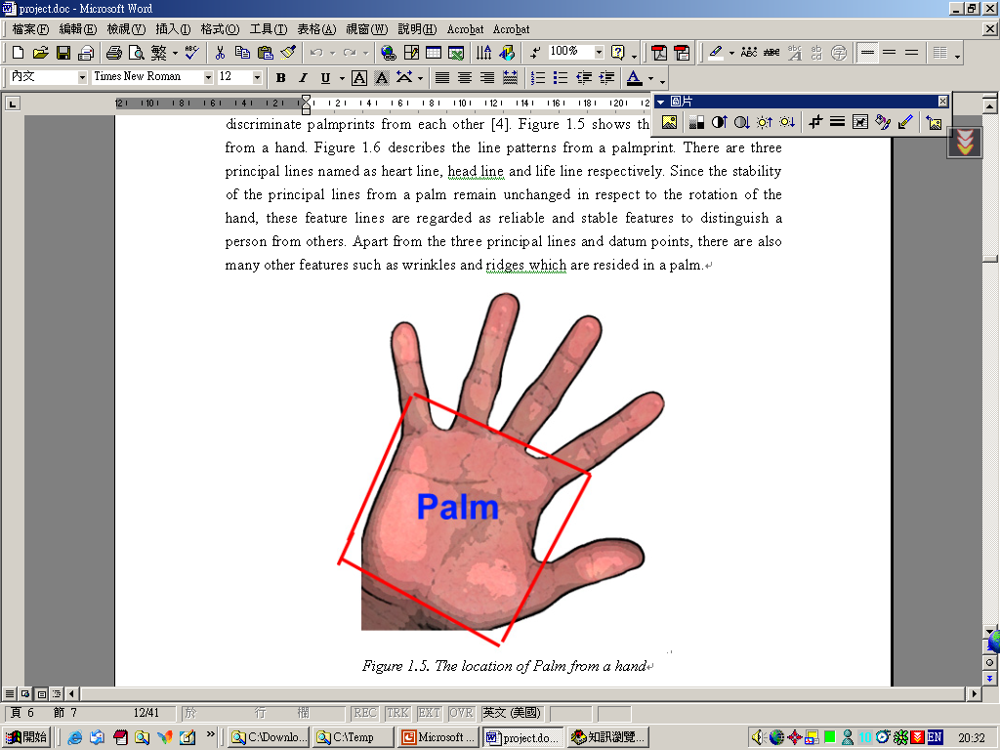 project.doc - Microsoft Word
檔案(F) 編輯(E) 檢視(V) 插入(I) 格式(O) 工具(T) 表格(A) 視窗(W) 說明(H) Acrobat Acrobat
繁 100%
內文 Times New Roman 12 B I U A A A
圖片
discriminate palmprints from each other [4]. Figure 1.5 shows th
from a hand. Figure 1.6 describes the line patterns from a palmprint. There are three
principal lines named as heart line, head line and life line respectively. Since the stability
of the principal lines from a palm remain unchanged in respect to the rotation of the
hand, these feature lines are regarded as reliable and stable features to distinguish a
person from others. Apart from the three principal lines and datum points, there are also
many other features such as wrinkles and ridges which are resided in a palm.
Palm
Figure 1.5. The location of Palm from a hand
頁 6 節 7 12/41 於 行 欄 REC TRK EXT OVR 英文 (美國)
開始 C:\Downlo... C:\Temp Microsoft ... project.do... 知訊瀏覽... EN 20:32